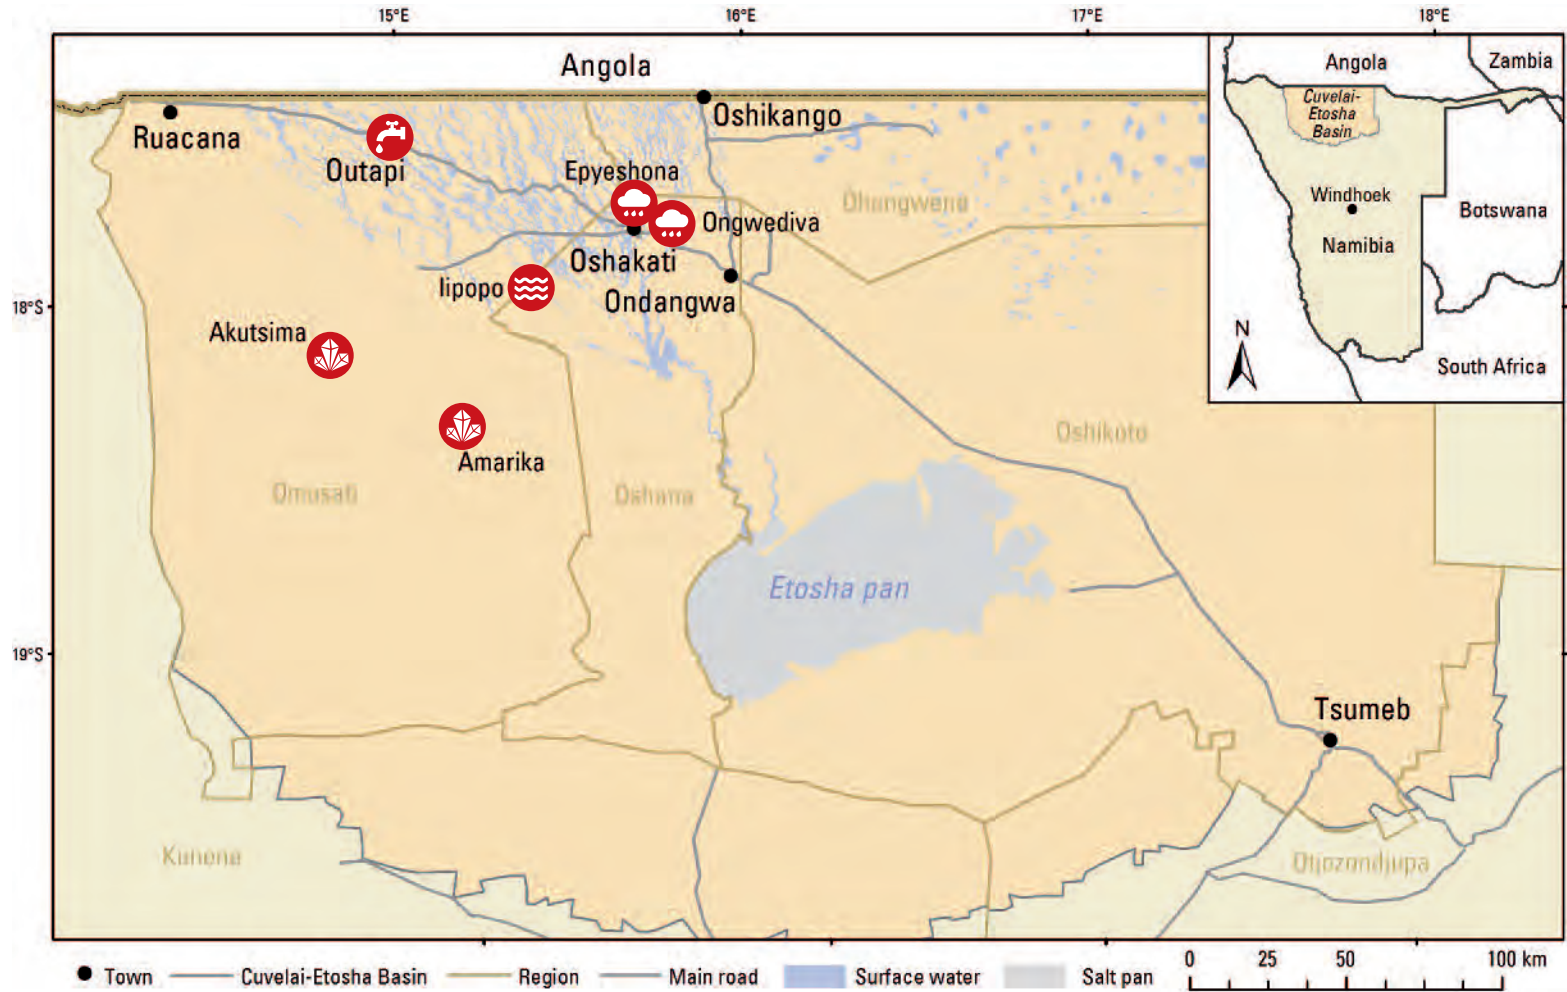 15°E 16°E 17°E 18°E
Angola
Ruacana
Oshikango
Outapi
Epyeshona
Ongwediva
Ohangwena
Oshakati
Iipopo
Ondangwa
18°S
Akutsima
Amarika
Omusati
Oshana
Oshikoto
Etosha pan
19°S
Tsumeb
Kunene
Otjozondjupa
Angola
Zambia
Cuvelai-
Etosha
Basin
Windhoek
Botswana
Namibia
N
South Africa
Town Cuvelai-Etosha Basin Region Main road Surface water Salt pan
0 25 50 100 km